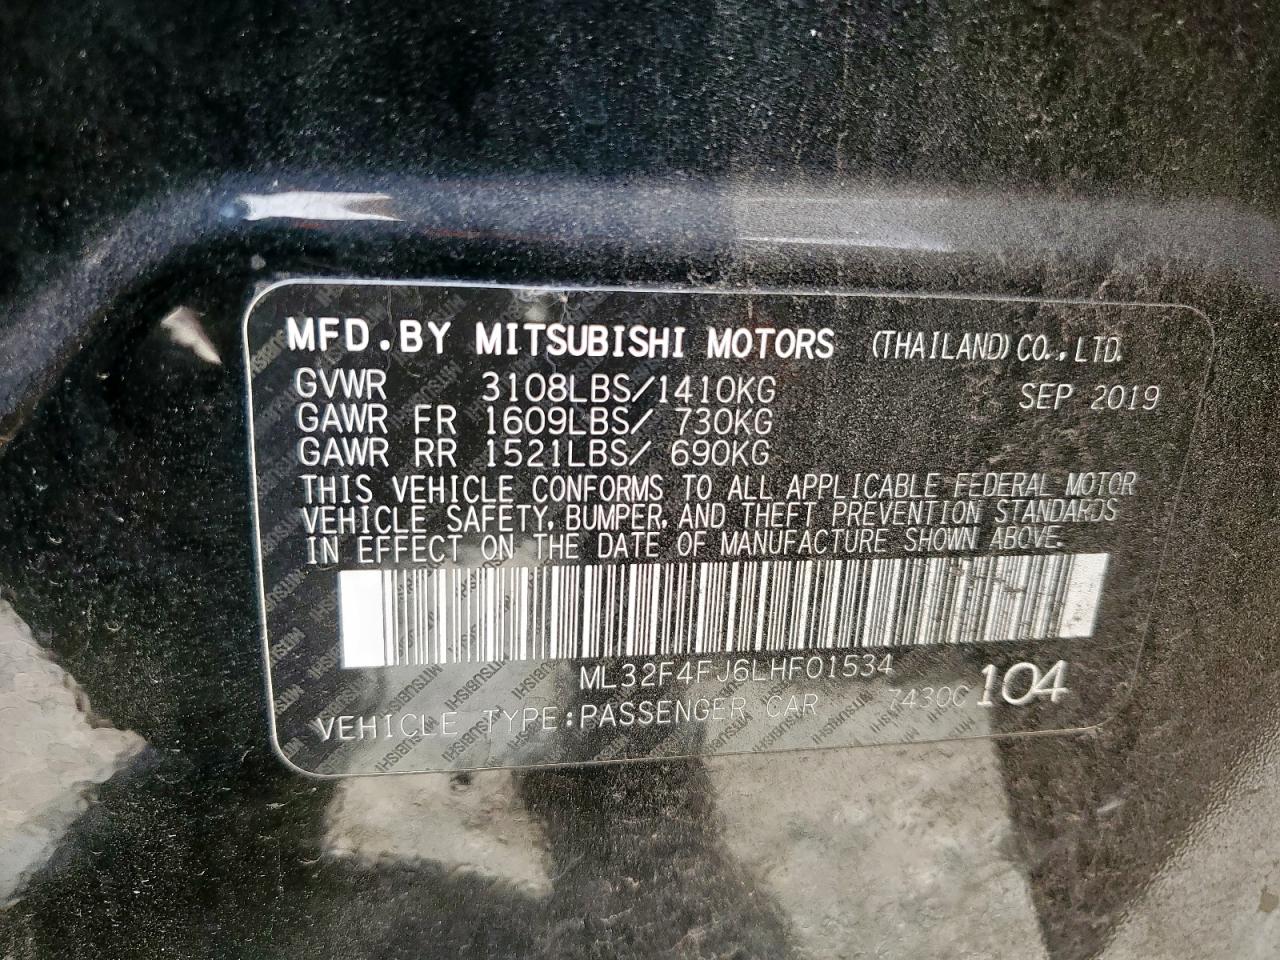 MFD.BY MITSUBISHI MOTORS (THAILAND) CO., LTD.
GVWR 3108LBS/1410KG SEP 2019
GAWR FR 1609LBS/ 730KG
GAWR RR 1521LBS/ 690KG
THIS VEHICLE CONFORMS TO ALL APPLICABLE FEDERAL MOTOR
VEHICLE SAFETY, BUMPER, AND THEFT PREVENTION STANDARDS
IN EFFECT ON THE DATE OF MANUFACTURE SHOWN ABOVE.
ML32F4FJ6LHF01534
VEHICLE TYPE:PASSENGER CAR 7430C 104